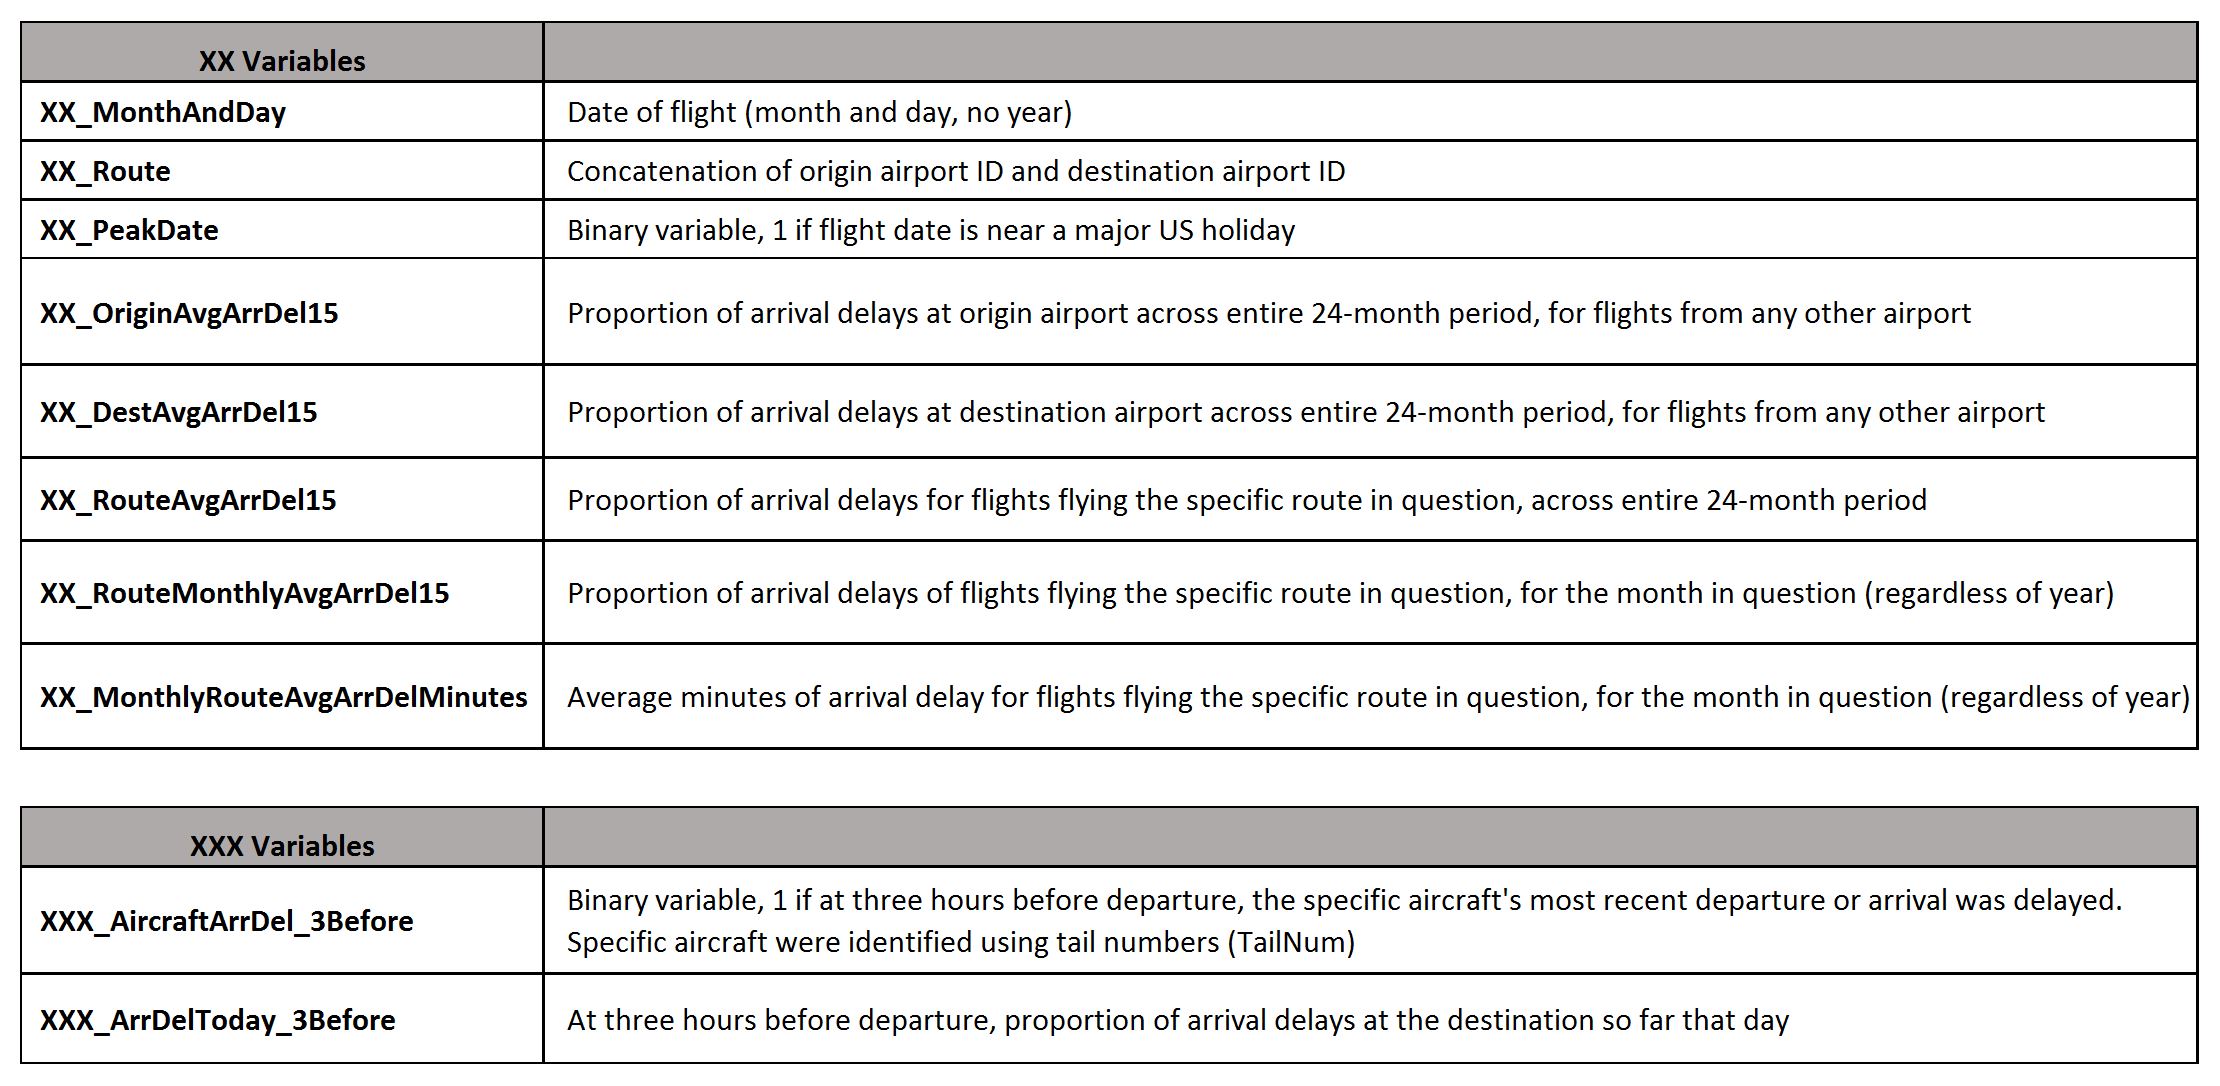 XX Variables
XX_MonthAndDay
Date of flight (month and day, no year)
XX_Route
Concatenation of origin airport ID and destination airport ID
XX_PeakDate
Binary variable, 1 if flight date is near a major US holiday
XX_OriginAvgArrDel15
Proportion of arrival delays at origin airport across entire 24-month period, for flights from any other airport
XX_DestAvgArrDel15
Proportion of arrival delays at destination airport across entire 24-month period, for flights from any other airport
XX_RouteAvgArrDel15
Proportion of arrival delays for flights flying the specific route in question, across entire 24-month period
XX_RouteMonthlyAvgArrDel15
Proportion of arrival delays of flights flying the specific route in question, for the month in question (regardless of year)
XX_MonthlyRouteAvgArrDelMinutes
Average minutes of arrival delay for flights flying the specific route in question, for the month in question (regardless of year)
XXX Variables
XXX_AircraftArrDel_3Before
Binary variable, 1 if at three hours before departure, the specific aircraft's most recent departure or arrival was delayed.
Specific aircraft were identified using tail numbers (TailNum)
XXX_ArrDelToday_3Before
At three hours before departure, proportion of arrival delays at the destination so far that day